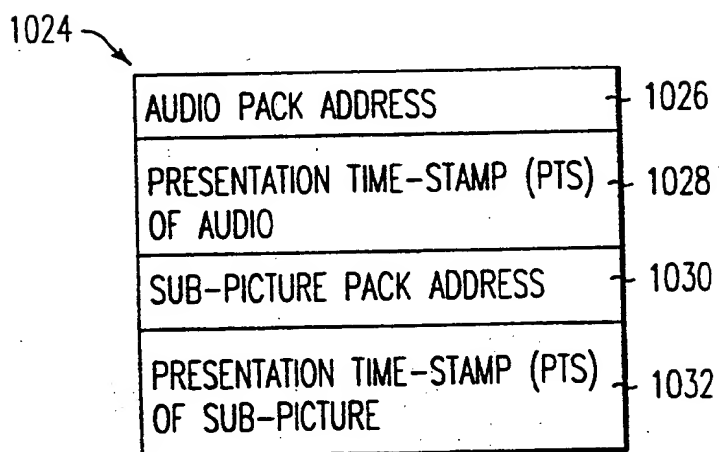 1024
AUDIO PACK ADDRESS 1026
PRESENTATION TIME-STAMP (PTS) 1028
OF AUDIO
SUB-PICTURE PACK ADDRESS 1030
PRESENTATION TIME-STAMP (PTS) 1032
OF SUB-PICTURE